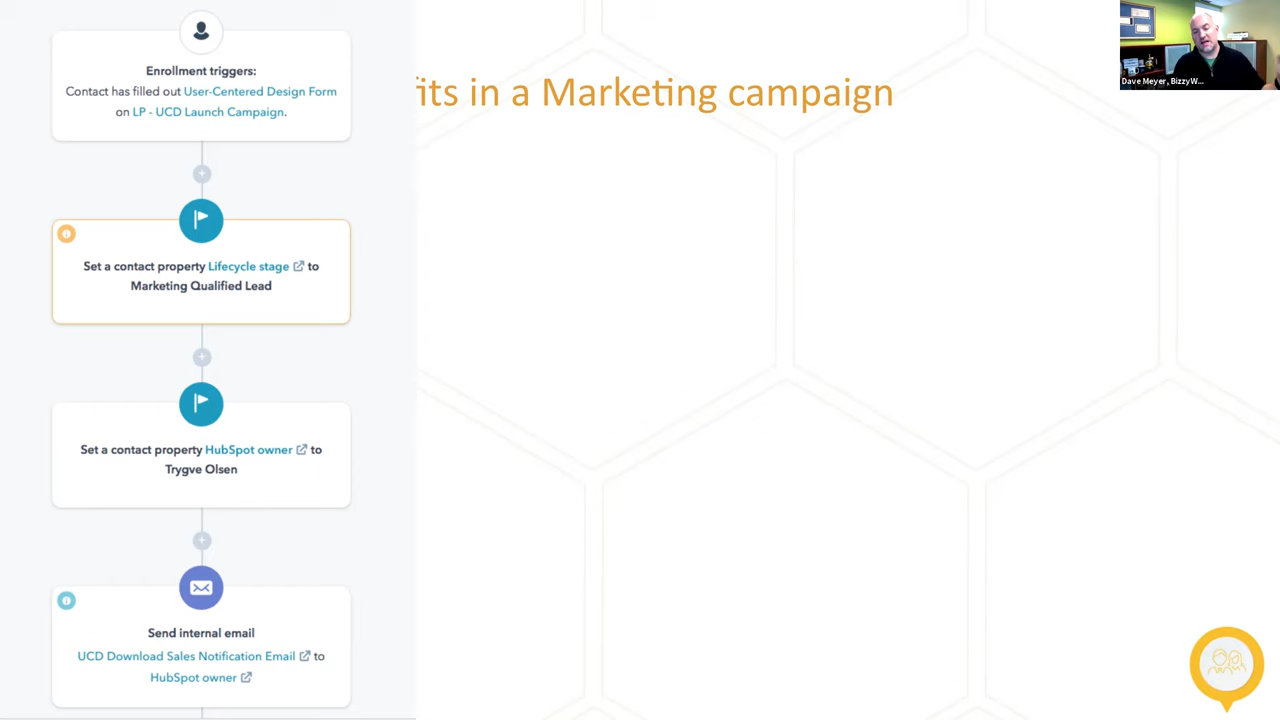 Enrollment triggers:
Contact has filled out User-Centered Design Form
on LP - UCD Launch Campaign.
its in a Marketing campaign
Dave Meyer, BizzyW...
Set a contact property Lifecycle stage to
Marketing Qualified Lead
Set a contact property HubSpot owner to
Trygve Olsen
Send internal email
UCD Download Sales Notification Email to
HubSpot owner